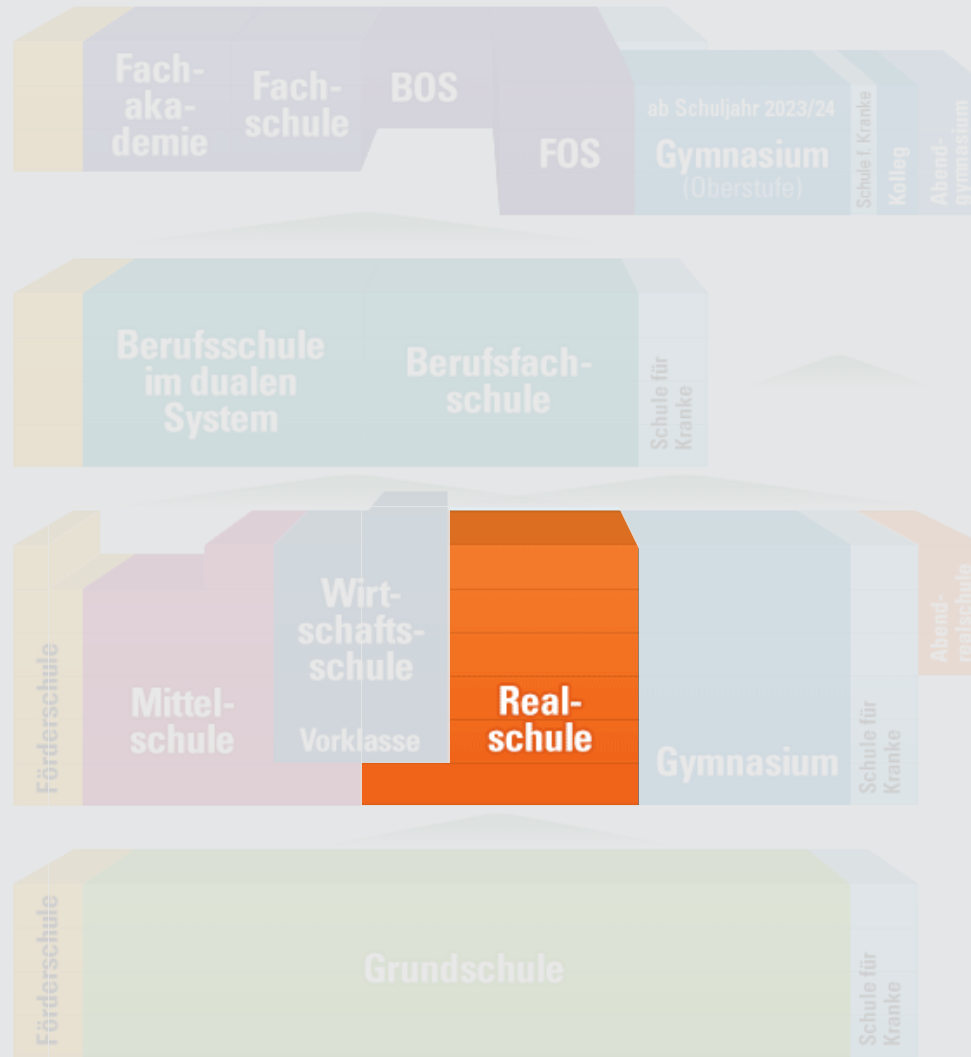 Fach-
aka-
demie
Fach-
schule
BOS
FOS
ab Schuljahr 2023/24
Gymnasium
(Oberstufe)
Schule f. Kranke
Kolleg
Abend-
gymnasium
Berufsschule
im dualen
System
Berufsfach-
schule
Schule für
Kranke
Förderschule
Mittel-
schule
Wirt-
schafts-
schule
Vorklasse
Real-
schule
Gymnasium
Schule für
Kranke
Abend-
realschule
Förderschule
Grundschule
Schule für
Kranke